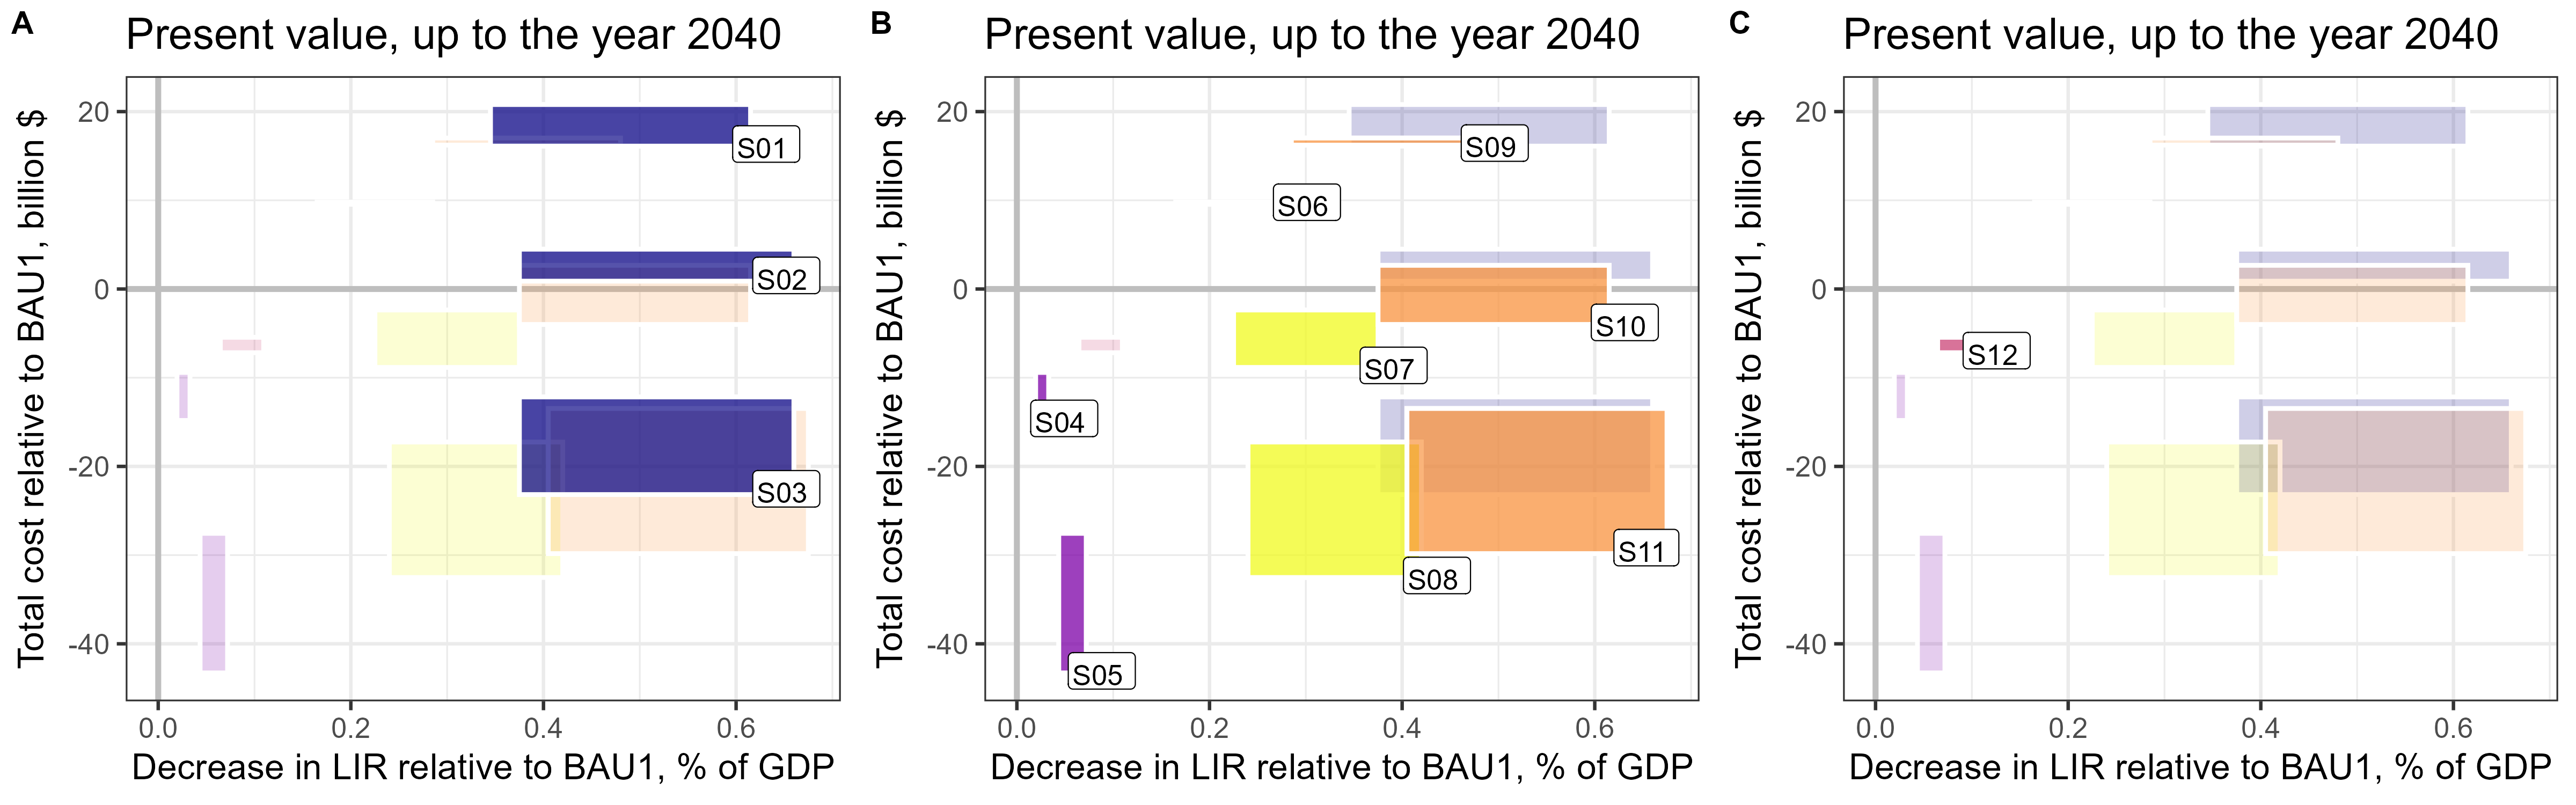 A
Present value, up to the year 2040
Total cost relative to BAU1, billion $
20
0
-20
-40
S01
S02
S03
0.0
0.2
0.4
0.6
Decrease in LIR relative to BAU1, % of GDP
B
Present value, up to the year 2040
Total cost relative to BAU1, billion $
20
0
-20
-40
S09
S06
S10
S07
S04
S11
S08
S05
0.0
0.2
0.4
0.6
Decrease in LIR relative to BAU1, % of GDP
C
Present value, up to the year 2040
Total cost relative to BAU1, billion $
20
0
-20
-40
S12
0.0
0.2
0.4
0.6
Decrease in LIR relative to BAU1, % of GDP